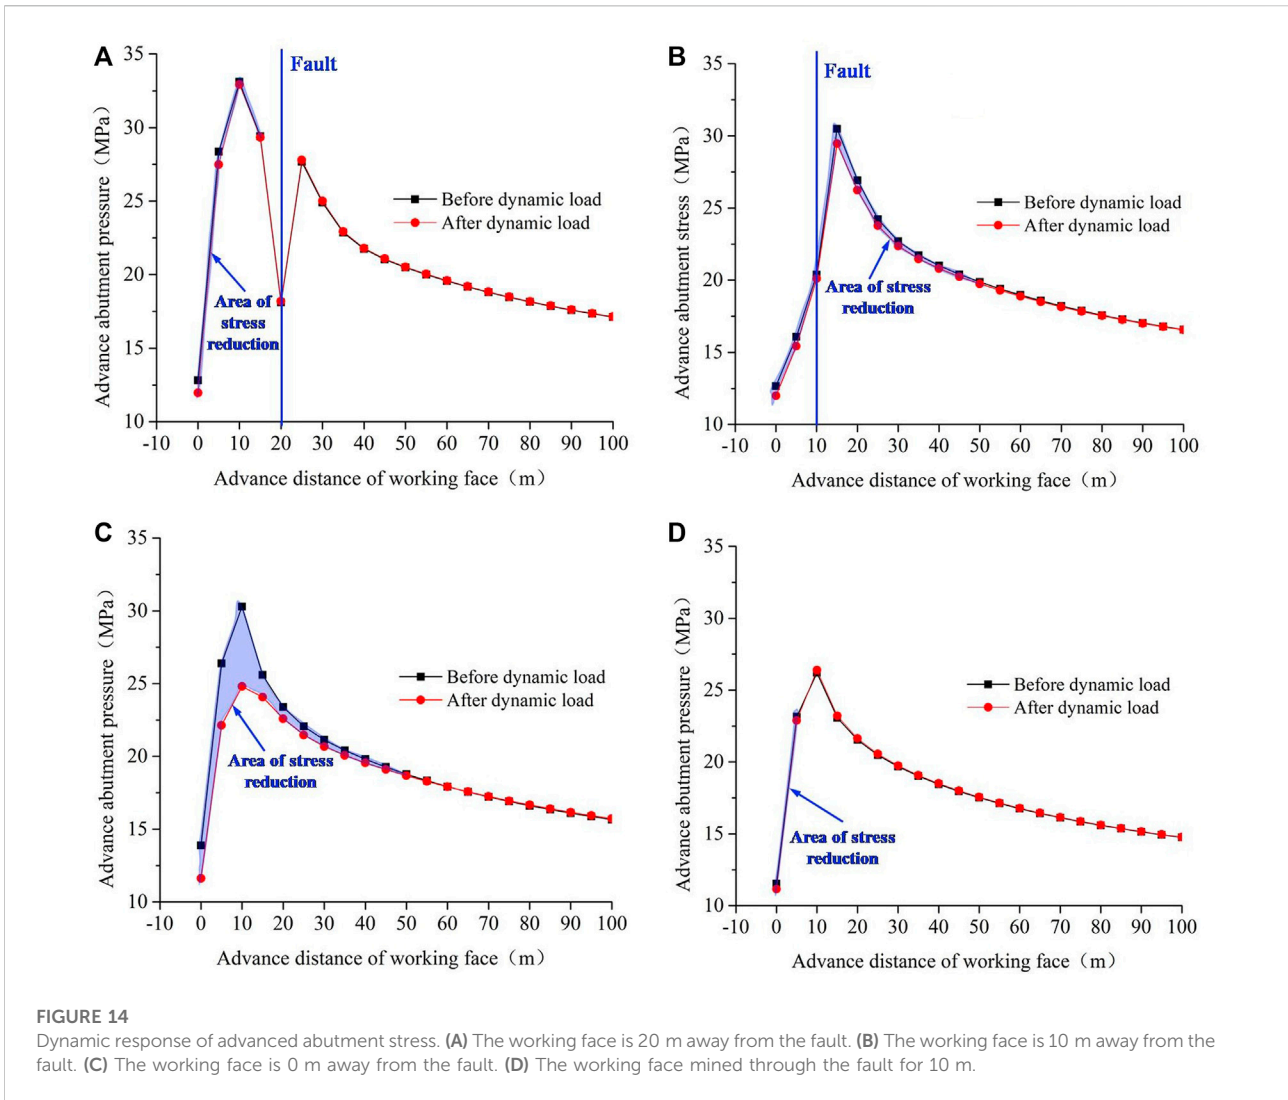 A
35
30
25
20
15
10
-10 0 10 20 30 40 50 60 70 80 90 100
Advance abutment pressure（MPa）
Advance distance of working face（m）
Fault
Before dynamic load
After dynamic load
Area of
stress
reduction
B
35
30
25
20
15
10
-10 0 10 20 30 40 50 60 70 80 90 100
Advance abutment stress（MPa）
Advance distance of working face（m）
Fault
Before dynamic load
After dynamic load
Area of stress
reduction
C
35
30
25
20
15
10
-10 0 10 20 30 40 50 60 70 80 90 100
Advance abutment pressure（MPa）
Advance distance of working face（m）
Before dynamic load
After dynamic load
Area of stress
reduction
D
35
30
25
20
15
10
-10 0 10 20 30 40 50 60 70 80 90 100
Advance abutment pressure（MPa）
Advance distance of working face（m）
Before dynamic load
After dynamic load
Area of stress
reduction
FIGURE 14
Dynamic response of advanced abutment stress. (A) The working face is 20 m away from the fault. (B) The working face is 10 m away from the
fault. (C) The working face is 0 m away from the fault. (D) The working face mined through the fault for 10 m.